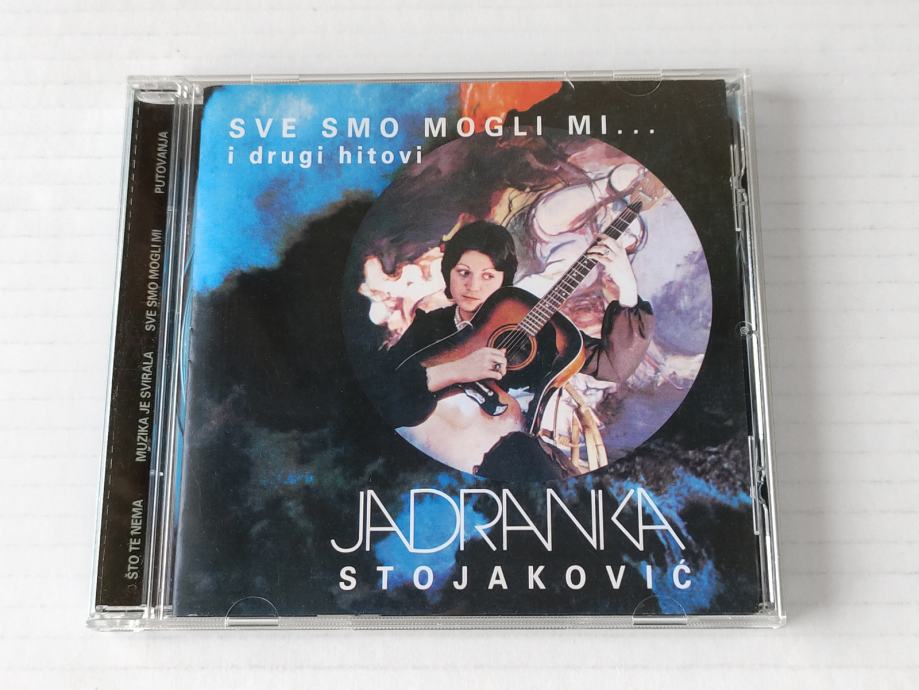 SVE SMO MOGLI MI...
i drugi hitovi
JADRANKA
STOJAKOVIĆ
ŠTO TE NEMA
MUZIKA JE SVIRALA
SVE SMO MOGLI MI
PUTOVANJA